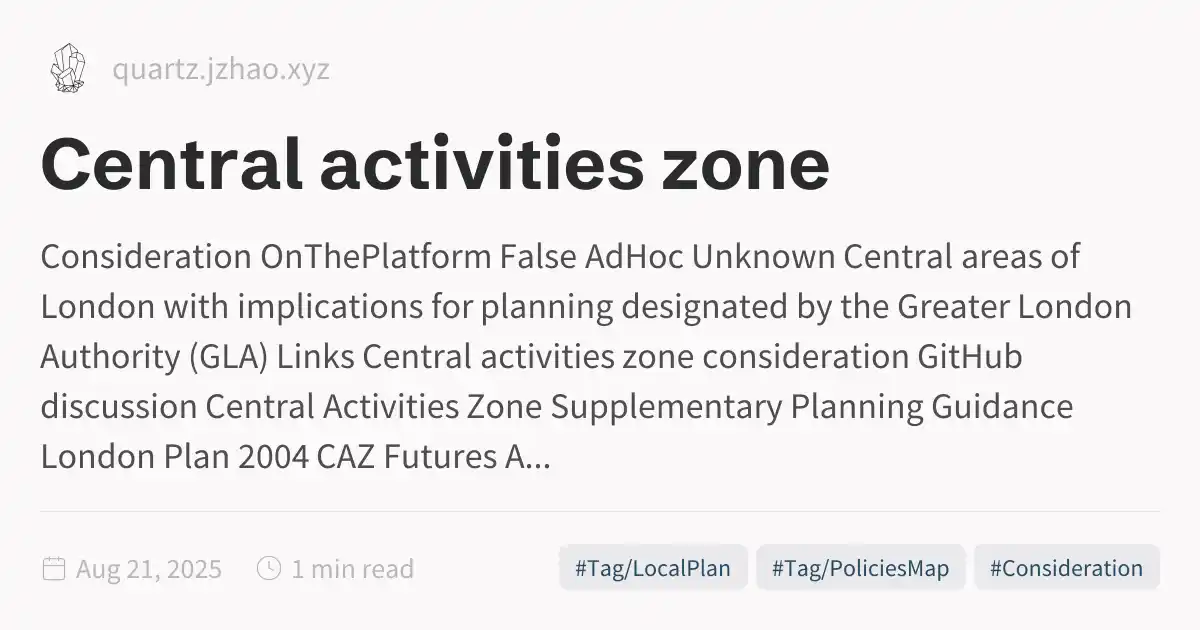 quartz.jzhao.xyz
Central activities zone
Consideration OnThePlatform False AdHoc Unknown Central areas of
London with implications for planning designated by the Greater London
Authority (GLA) Links Central activities zone consideration GitHub
discussion Central Activities Zone Supplementary Planning Guidance
London Plan 2004 CAZ Futures A...
Aug 21, 2025 1 min read #Tag/LocalPlan #Tag/PoliciesMap #Consideration